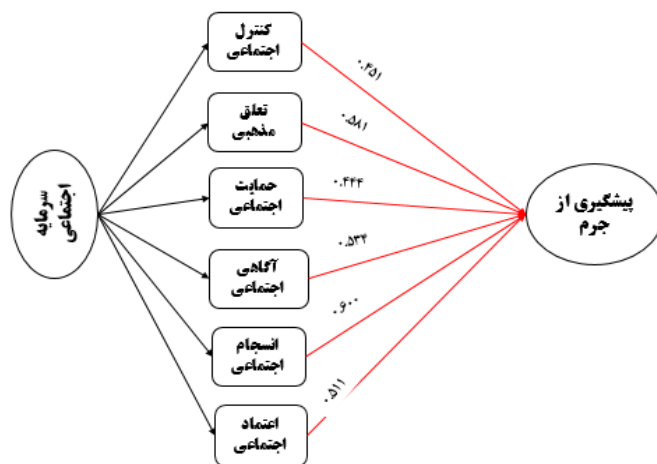 کنترل
اجتماعی
۰.۴۵۱
تعلق
مذهبی
۰.۵۸۱
حمایت
اجتماعی
۰.۴۴۴
سرمایه
اجتماعی
پیشگیری از
جرم
آگاهی
اجتماعی
۰.۵۳۴
انسجام
اجتماعی
۰.۶۰۰
اعتماد
اجتماعی
۰.۵۱۱